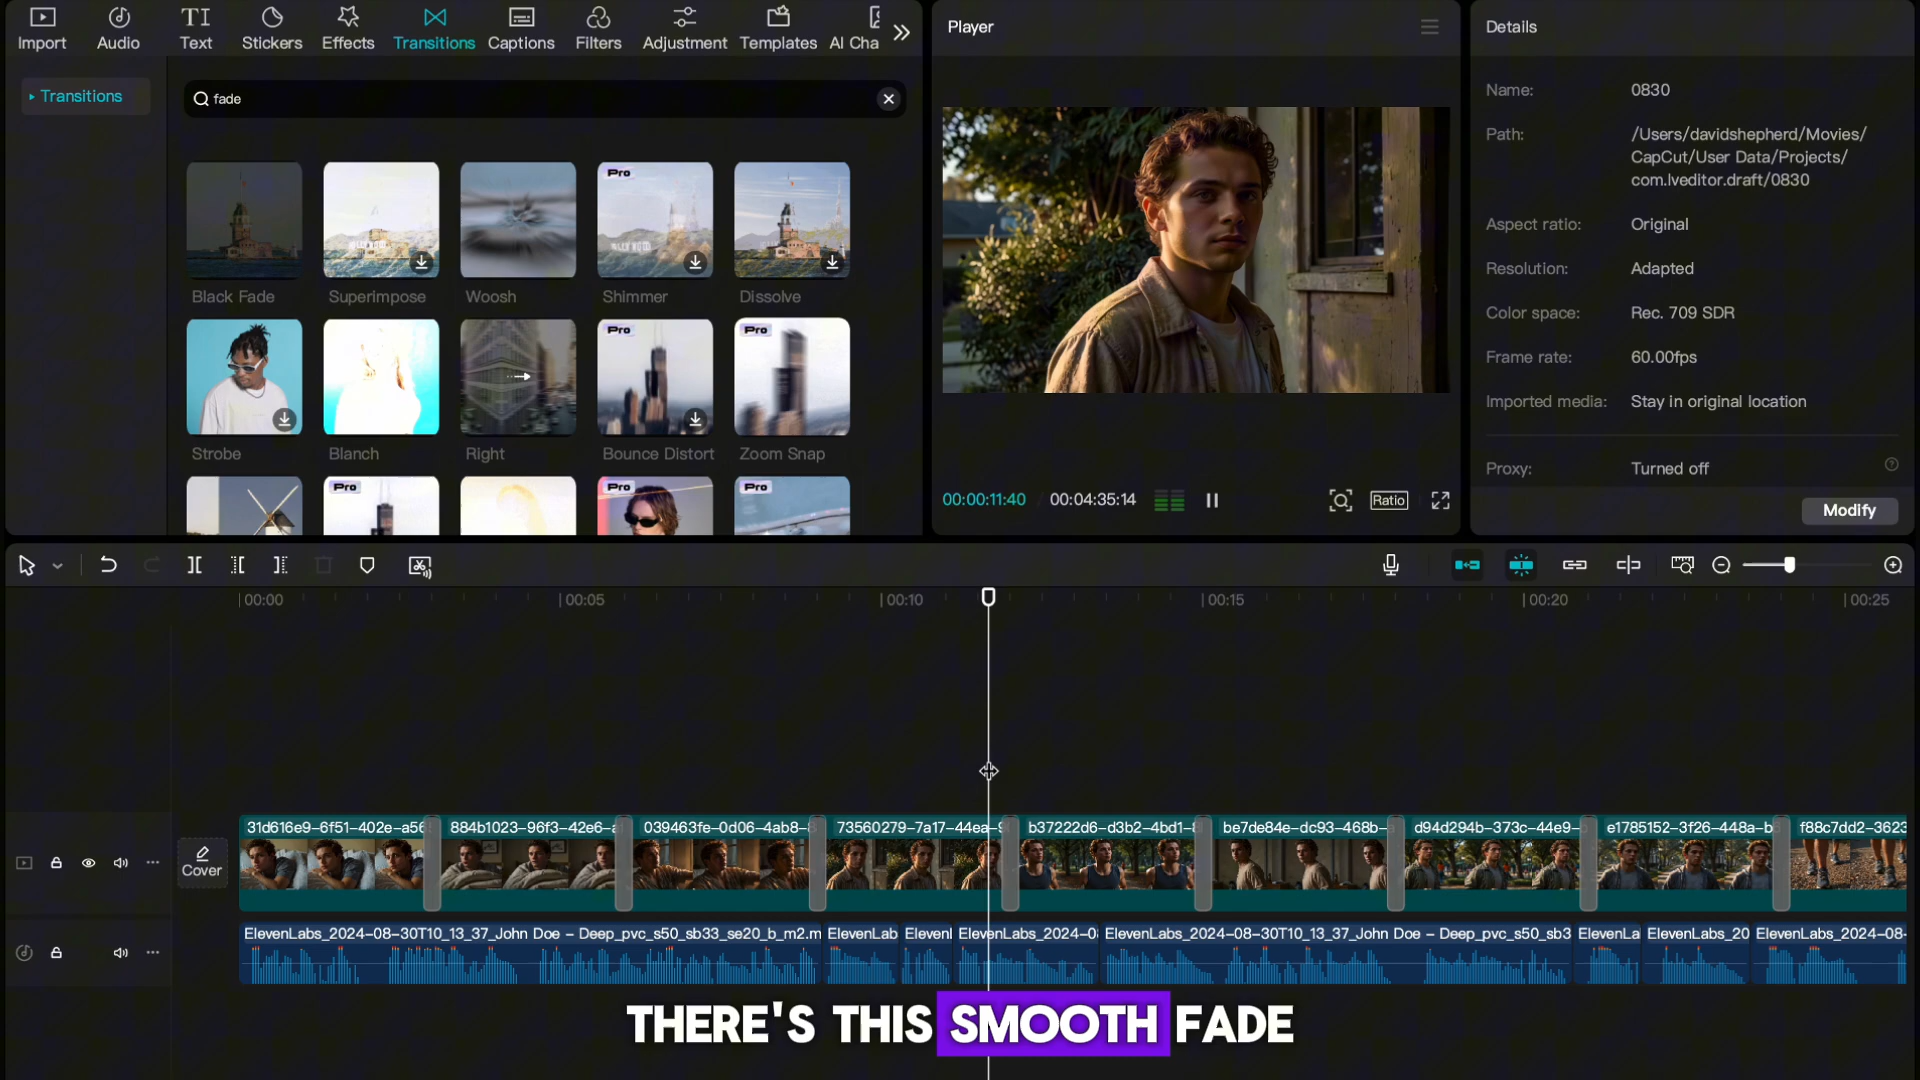 Import
Audio
Text
Stickers
Effects
Transitions
Captions
Filters
Adjustment
Templates
AI Cha
Transitions
fade
Black Fade
Superimpose
Woosh
Pro
Shimmer
Dissolve
Strobe
Blanch
Right
Pro
Bounce Distort
Pro
Zoom Snap
Pro
Pro
Pro
Player
00:00:11:40
00:04:35:14
Ratio
Details
Name: 0830
Path: /Users/davidshepherd/Movies/
CapCut/User Data/Projects/
com.lveditor.draft/0830
Aspect ratio: Original
Resolution: Adapted
Color space: Rec. 709 SDR
Frame rate: 60.00fps
Imported media: Stay in original location
Proxy: Turned off
Modify
00:00
00:05
00:10
00:15
00:20
00:25
Cover
31d616e9-6f51-402e-a56
884b1023-96f3-42e6-a
039463fe-0d06-4ab8-8
73560279-7a17-44ea-9
b37222d6-d3b2-4bd1-
be7de84e-dc93-468b-
d94d294b-373c-44e9-
e1785152-3f26-448a-b
f88c7dd2-3623
ElevenLabs_2024-08-30T10_13_37_John Doe - Deep_pvc_s50_sb33_se20_b_m2.m
ElevenLab
Elevenl
ElevenLabs_2024-0
ElevenLabs_2024-08-30T10_13_37_John Doe - Deep_pvc_s50_sb3
ElevenLa
ElevenLabs_20
ElevenLabs_2024-08-
THERE'S THIS SMOOTH FADE